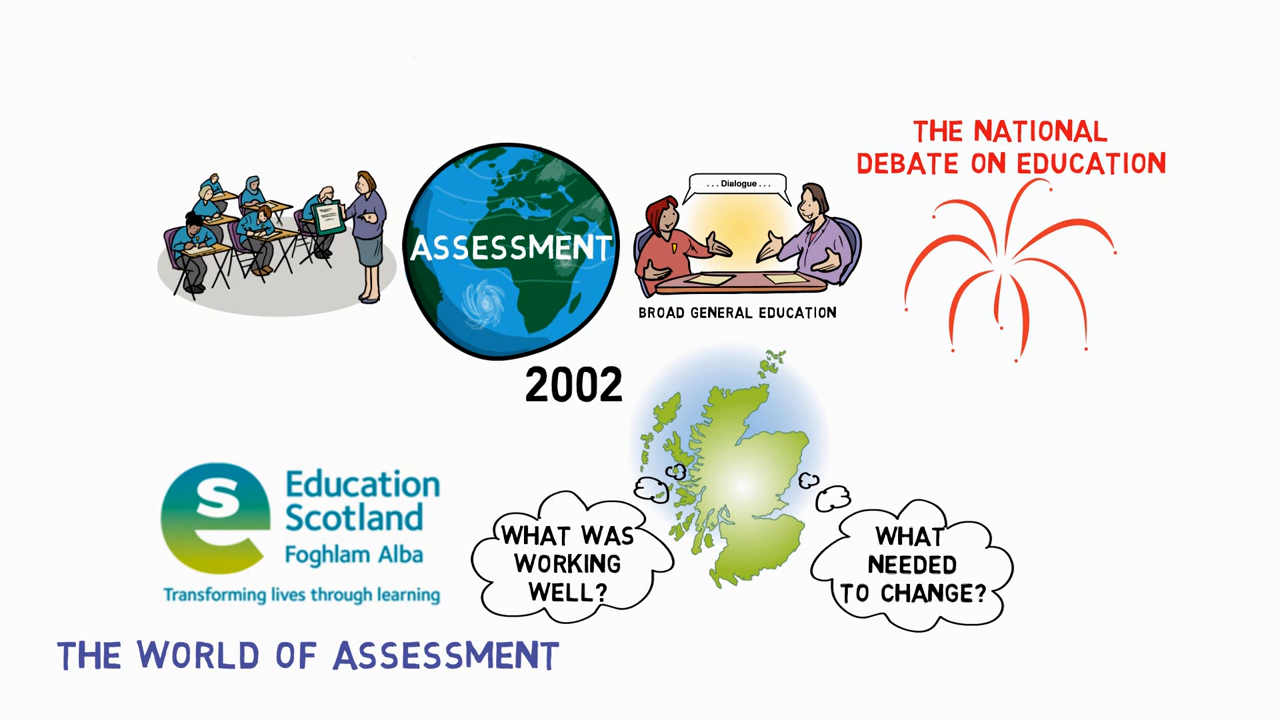 THE NATIONAL
DEBATE ON EDUCATION
... Dialogue ...
ASSESSMENT
BROAD GENERAL EDUCATION
2002
se
Education
Scotland
Foghlam Alba
Transforming lives through learning
WHAT WAS
WORKING
WELL?
WHAT
NEEDED
TO CHANGE?
THE WORLD OF ASSESSMENT